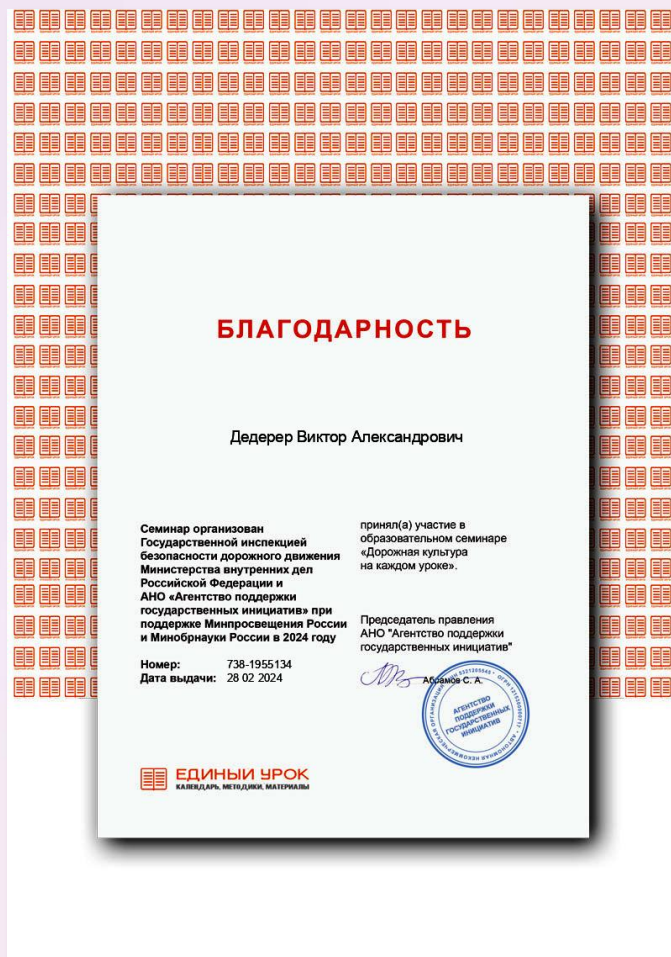 БЛАГОДАРНОСТЬ
Дедерер Виктор Александрович
Семинар организован
Государственной инспекцией
безопасности дорожного движения
Министерства внутренних дел
Российской Федерации и
АНО «Агентство поддержки
государственных инициатив» при
поддержке Минпросвещения России
и Минобрнауки России в 2024 году
Номер: 738-1955134
Дата выдачи: 28 02 2024
принял(а) участие в
образовательном семинаре
«Дорожная культура
на каждом уроке».
Председатель правления
АНО "Агентство поддержки
государственных инициатив"
Абрамов С. А.
АГЕНТСТВО
ПОДДЕРЖКИ
ГОСУДАРСТВЕННЫХ
ИНИЦИАТИВ
ЕДИНЫЙ УРОК
КАЛЕНДАРЬ, МЕТОДИКИ, МАТЕРИАЛЫ